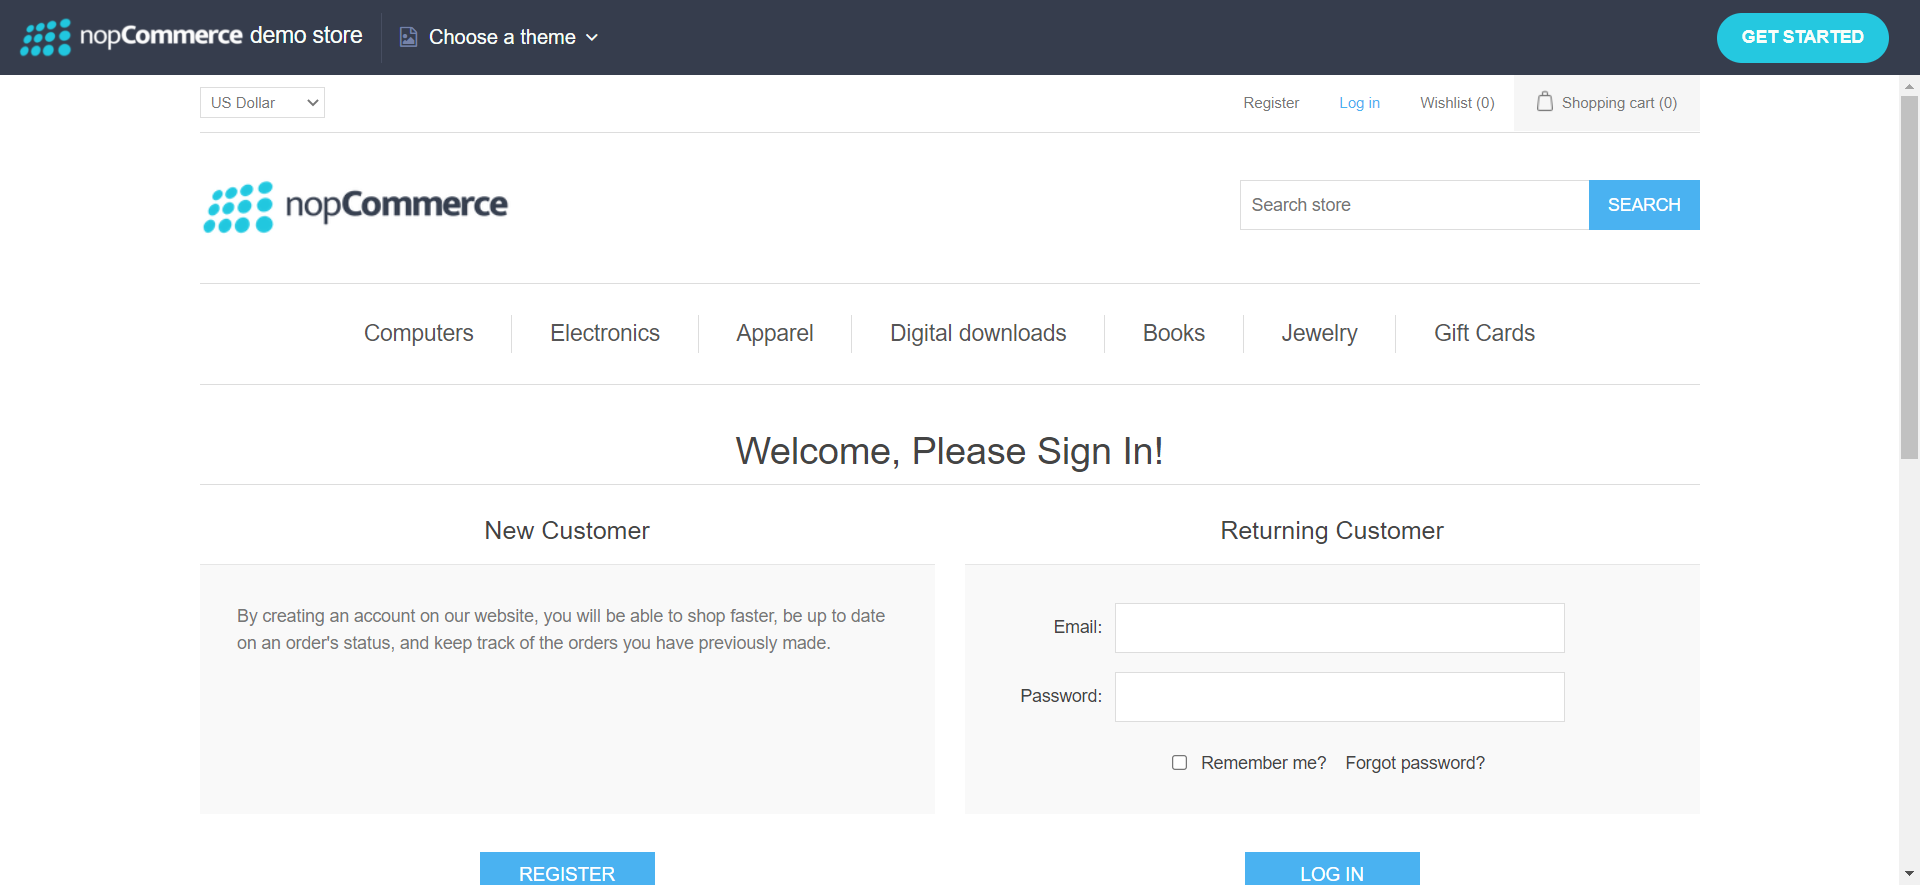 nopCommerce demo store
Choose a theme
GET STARTED
US Dollar
Register
Log in
Wishlist (0)
Shopping cart (0)
nopCommerce
Search store
SEARCH
Computers
Electronics
Apparel
Digital downloads
Books
Jewelry
Gift Cards
Welcome, Please Sign In!
New Customer
By creating an account on our website, you will be able to shop faster, be up to date
on an order's status, and keep track of the orders you have previously made.
REGISTER
Returning Customer
Email:
Password:
Remember me?
Forgot password?
LOG IN